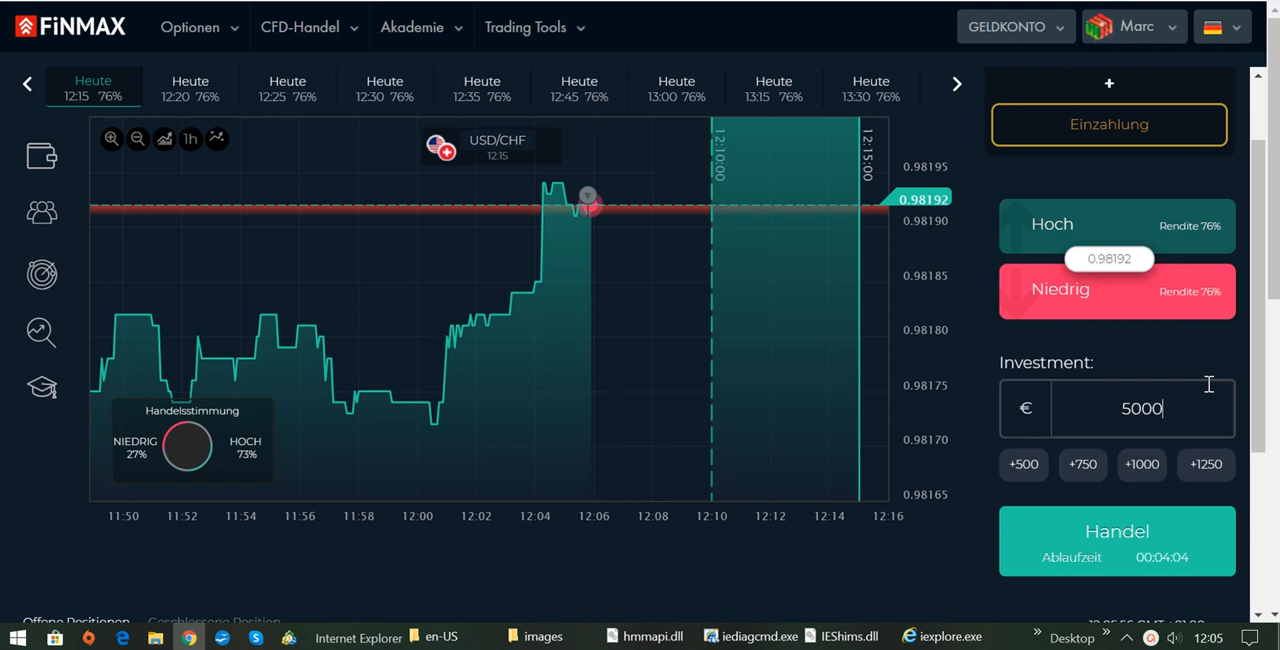 FiNMAX
Optionen
CFD-Handel
Akademie
Trading Tools
GELDKONTO
Marc
Heute
12:15 76%
Heute
12:20 76%
Heute
12:25 76%
Heute
12:30 76%
Heute
12:35 76%
Heute
12:45 76%
Heute
13:00 76%
Heute
13:15 76%
Heute
13:30 76%
+
Einzahlung
1h
USD/CHF
12:15
12:10:00
12:15:00
0.98195
0.98192
0.98190
0.98185
0.98180
0.98175
0.98170
0.98165
Handelsstimmung
NIEDRIG
27%
HOCH
73%
11:50 11:52 11:54 11:56 11:58 12:00 12:02 12:04 12:06 12:08 12:10 12:12 12:14 12:16
Hoch
Rendite 76%
0.98192
Niedrig
Rendite 76%
Investment:
€ 5000
+500 +750 +1000 +1250
Handel
Ablaufzeit 00:04:04
Offene Positionen Geschlossene Position
Internet Explorer » en-US images hmmapi.dll iediagcmd.exe IEShims.dll iexplore.exe » Desktop » 12:05